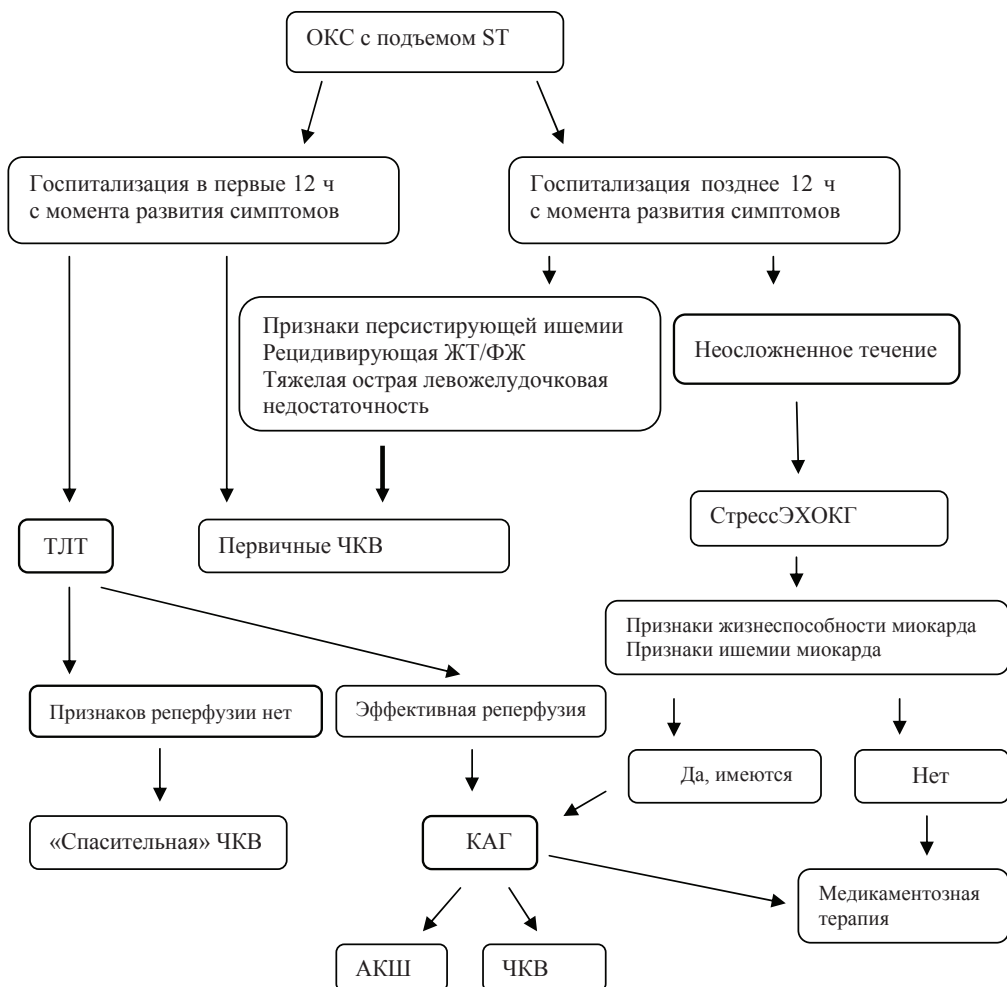 ОКС с подъемом ST
Госпитализация в первые 12 ч
с момента развития симптомов
Госпитализация позднее 12 ч
с момента развития симптомов
Признаки персистирующей ишемии
Рецидивирующая ЖТ/ФЖ
Тяжелая острая левожелудочковая
недостаточность
Неосложненное течение
ТЛТ
Первичные ЧКВ
СтрессЭХОКГ
Признаки жизнеспособности миокарда
Признаки ишемии миокарда
Признаков реперфузии нет
Эффективная реперфузия
Да, имеются
Нет
«Спасительная» ЧКВ
КАГ
Медикаментозная
терапия
АКШ
ЧКВ